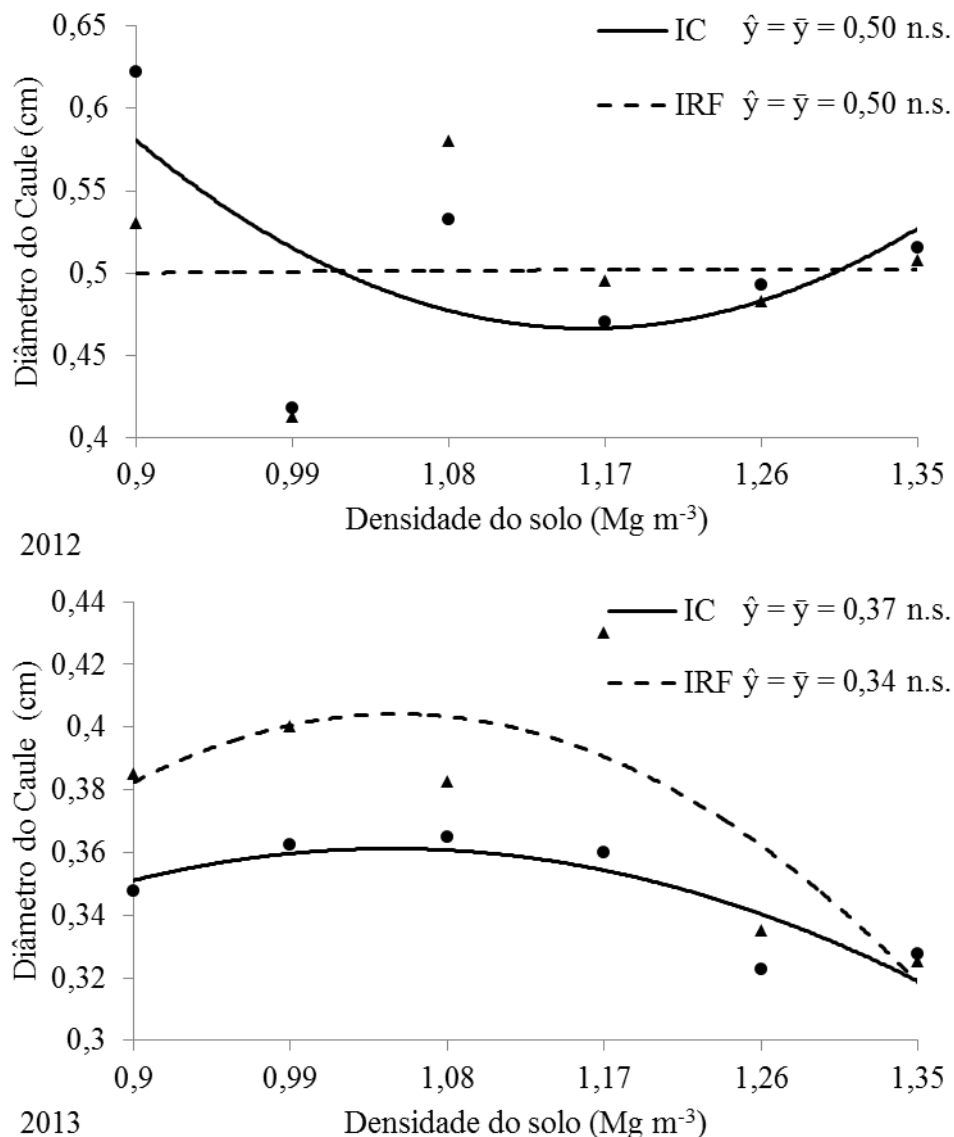 Diâmetro do Caule (cm)
0,65
0,6
0,55
0,5
0,45
0,4
IC ŷ = ȳ = 0,50 n.s.
IRF ŷ = ȳ = 0,50 n.s.
0,9 0,99 1,08 1,17 1,26 1,35
Densidade do solo (Mg m⁻³)
2012
Diâmetro do Caule (cm)
0,44
0,42
0,4
0,38
0,36
0,34
0,32
0,3
IC ŷ = ȳ = 0,37 n.s.
IRF ŷ = ȳ = 0,34 n.s.
0,9 0,99 1,08 1,17 1,26 1,35
Densidade do solo (Mg m⁻³)
2013